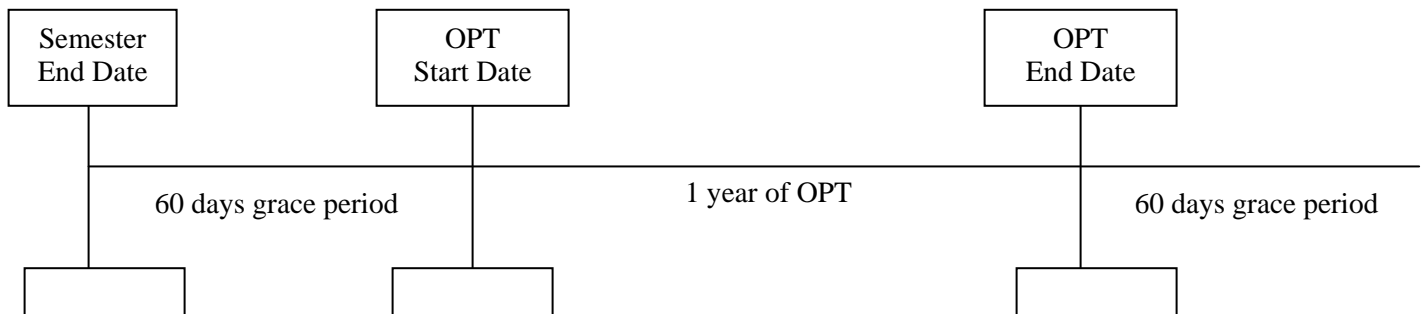 Semester
End Date
OPT
Start Date
OPT
End Date
60 days grace period
1 year of OPT
60 days grace period